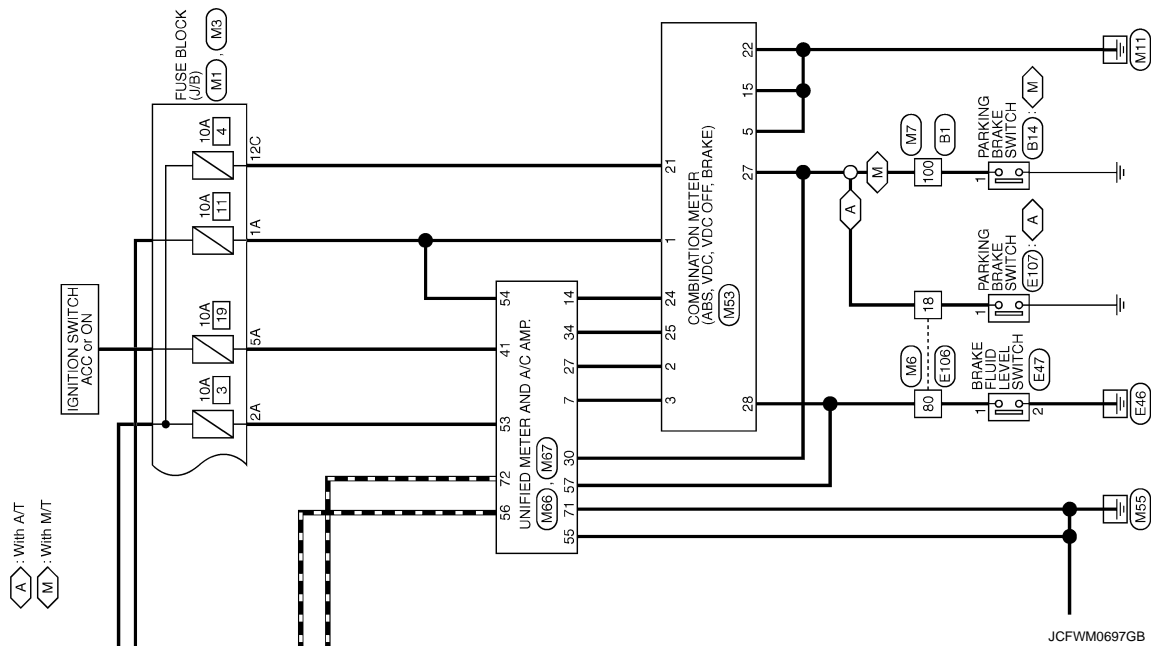 FUSE BLOCK
(J/B)
M1 , M3
10A 4
12C
10A 11
1A
10A 19
5A
10A 3
2A
IGNITION SWITCH
ACC or ON
A : With A/T
M : With M/T
COMBINATION METER
(ABS, VDC, VDC OFF, BRAKE)
M53
21
1
24
25
2
3
22
15
5
27
28
UNIFIED METER AND A/C AMP.
M66 , M67
54
41
53
72
56
14
34
27
7
30
57
71
55
M
A
M7
B1
100
PARKING
BRAKE
SWITCH
B14 : M
1
18
PARKING
BRAKE
SWITCH
E107 : A
1
M6
E106
80
BRAKE
FLUID
LEVEL
SWITCH
E47
1
2
M11
E46
M55
JCFWM0697GB